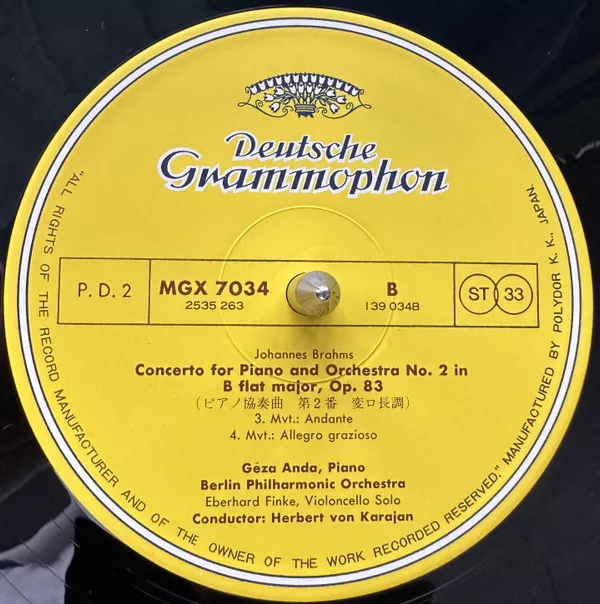 Deutsche
Grammophon
P. D. 2
MGX 7034
2535 263
B
139 034B
ST 33
Johannes Brahms
Concerto for Piano and Orchestra No. 2 in
B flat major, Op. 83
(ピアノ協奏曲 第2番 変ロ長調)
3. Mvt.: Andante
4. Mvt.: Allegro grazioso
Géza Anda, Piano
Berlin Philharmonic Orchestra
Eberhard Finke, Violoncello Solo
Conductor: Herbert von Karajan
"ALL RIGHTS OF THE RECORD MANUFACTURER AND OF THE OWNER OF THE WORK RECORDED RESERVED." MANUFACTURED BY POLYDOR K. K., JAPAN.